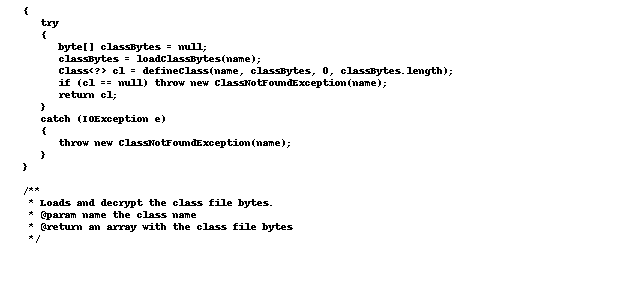 {
try
{
byte[] classBytes = null;
classBytes = loadClassBytes(name);
Class<?> cl = defineClass(name, classBytes, 0, classBytes.length);
if (cl == null) throw new ClassNotFoundException(name);
return cl;
}
catch (IOException e)
{
throw new ClassNotFoundException(name);
}
}
/**
* Loads and decrypt the class file bytes.
* @param name the class name
* @return an array with the class file bytes
*/